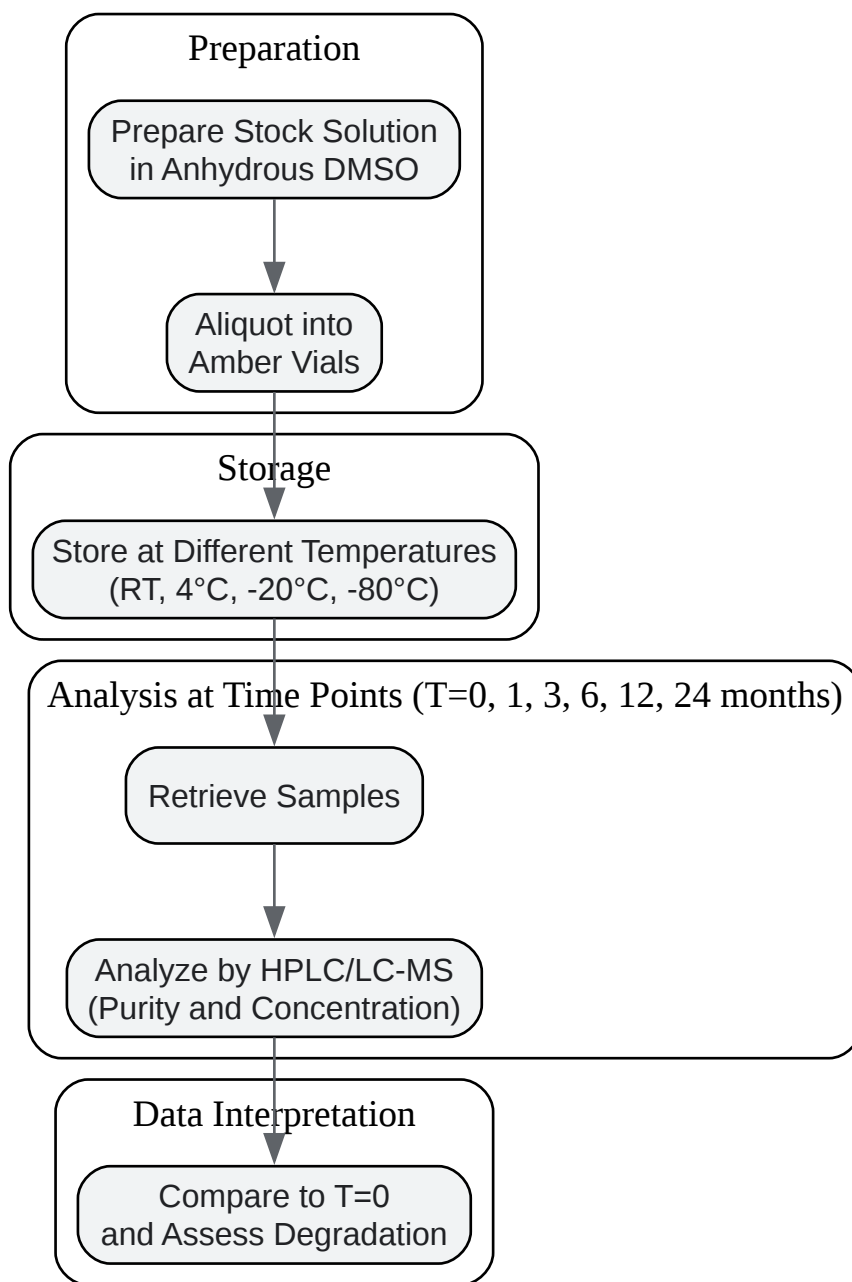 Preparation
Prepare Stock Solution
in Anhydrous DMSO
Aliquot into
Amber Vials
Storage
Store at Different Temperatures
(RT, 4°C, -20°C, -80°C)
Analysis at Time Points (T=0, 1, 3, 6, 12, 24 months)
Retrieve Samples
Analyze by HPLC/LC-MS
(Purity and Concentration)
Data Interpretation
Compare to T=0
and Assess Degradation